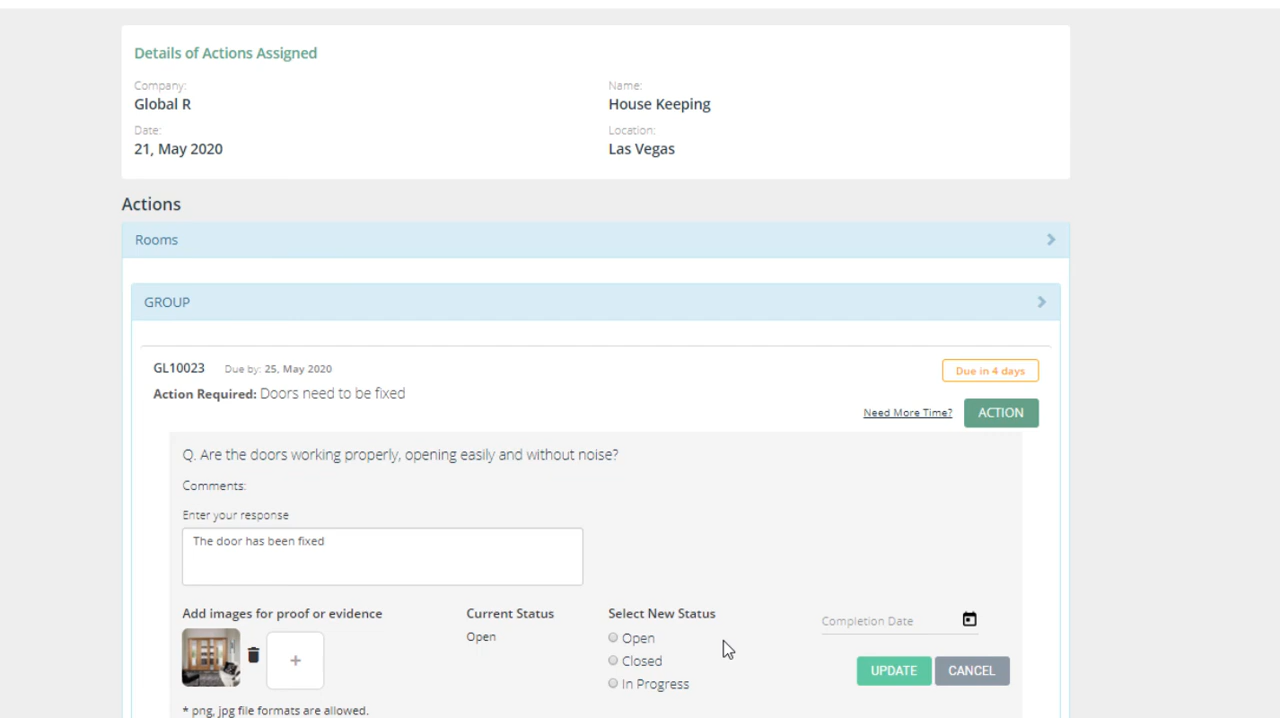 Details of Actions Assigned
Company:
Name:
Global R
House Keeping
Date:
Location:
21, May 2020
Las Vegas
Actions
Rooms
GROUP
GL10023 Due by: 25, May 2020
Due in 4 days
Action Required: Doors need to be fixed
Need More Time?
ACTION
Q. Are the doors working properly, opening easily and without noise?
Comments:
Enter your response
The door has been fixed
Add images for proof or evidence
Current Status
Select New Status
Completion Date
Open
Open
Closed
In Progress
UPDATE
CANCEL
* png, jpg file formats are allowed.